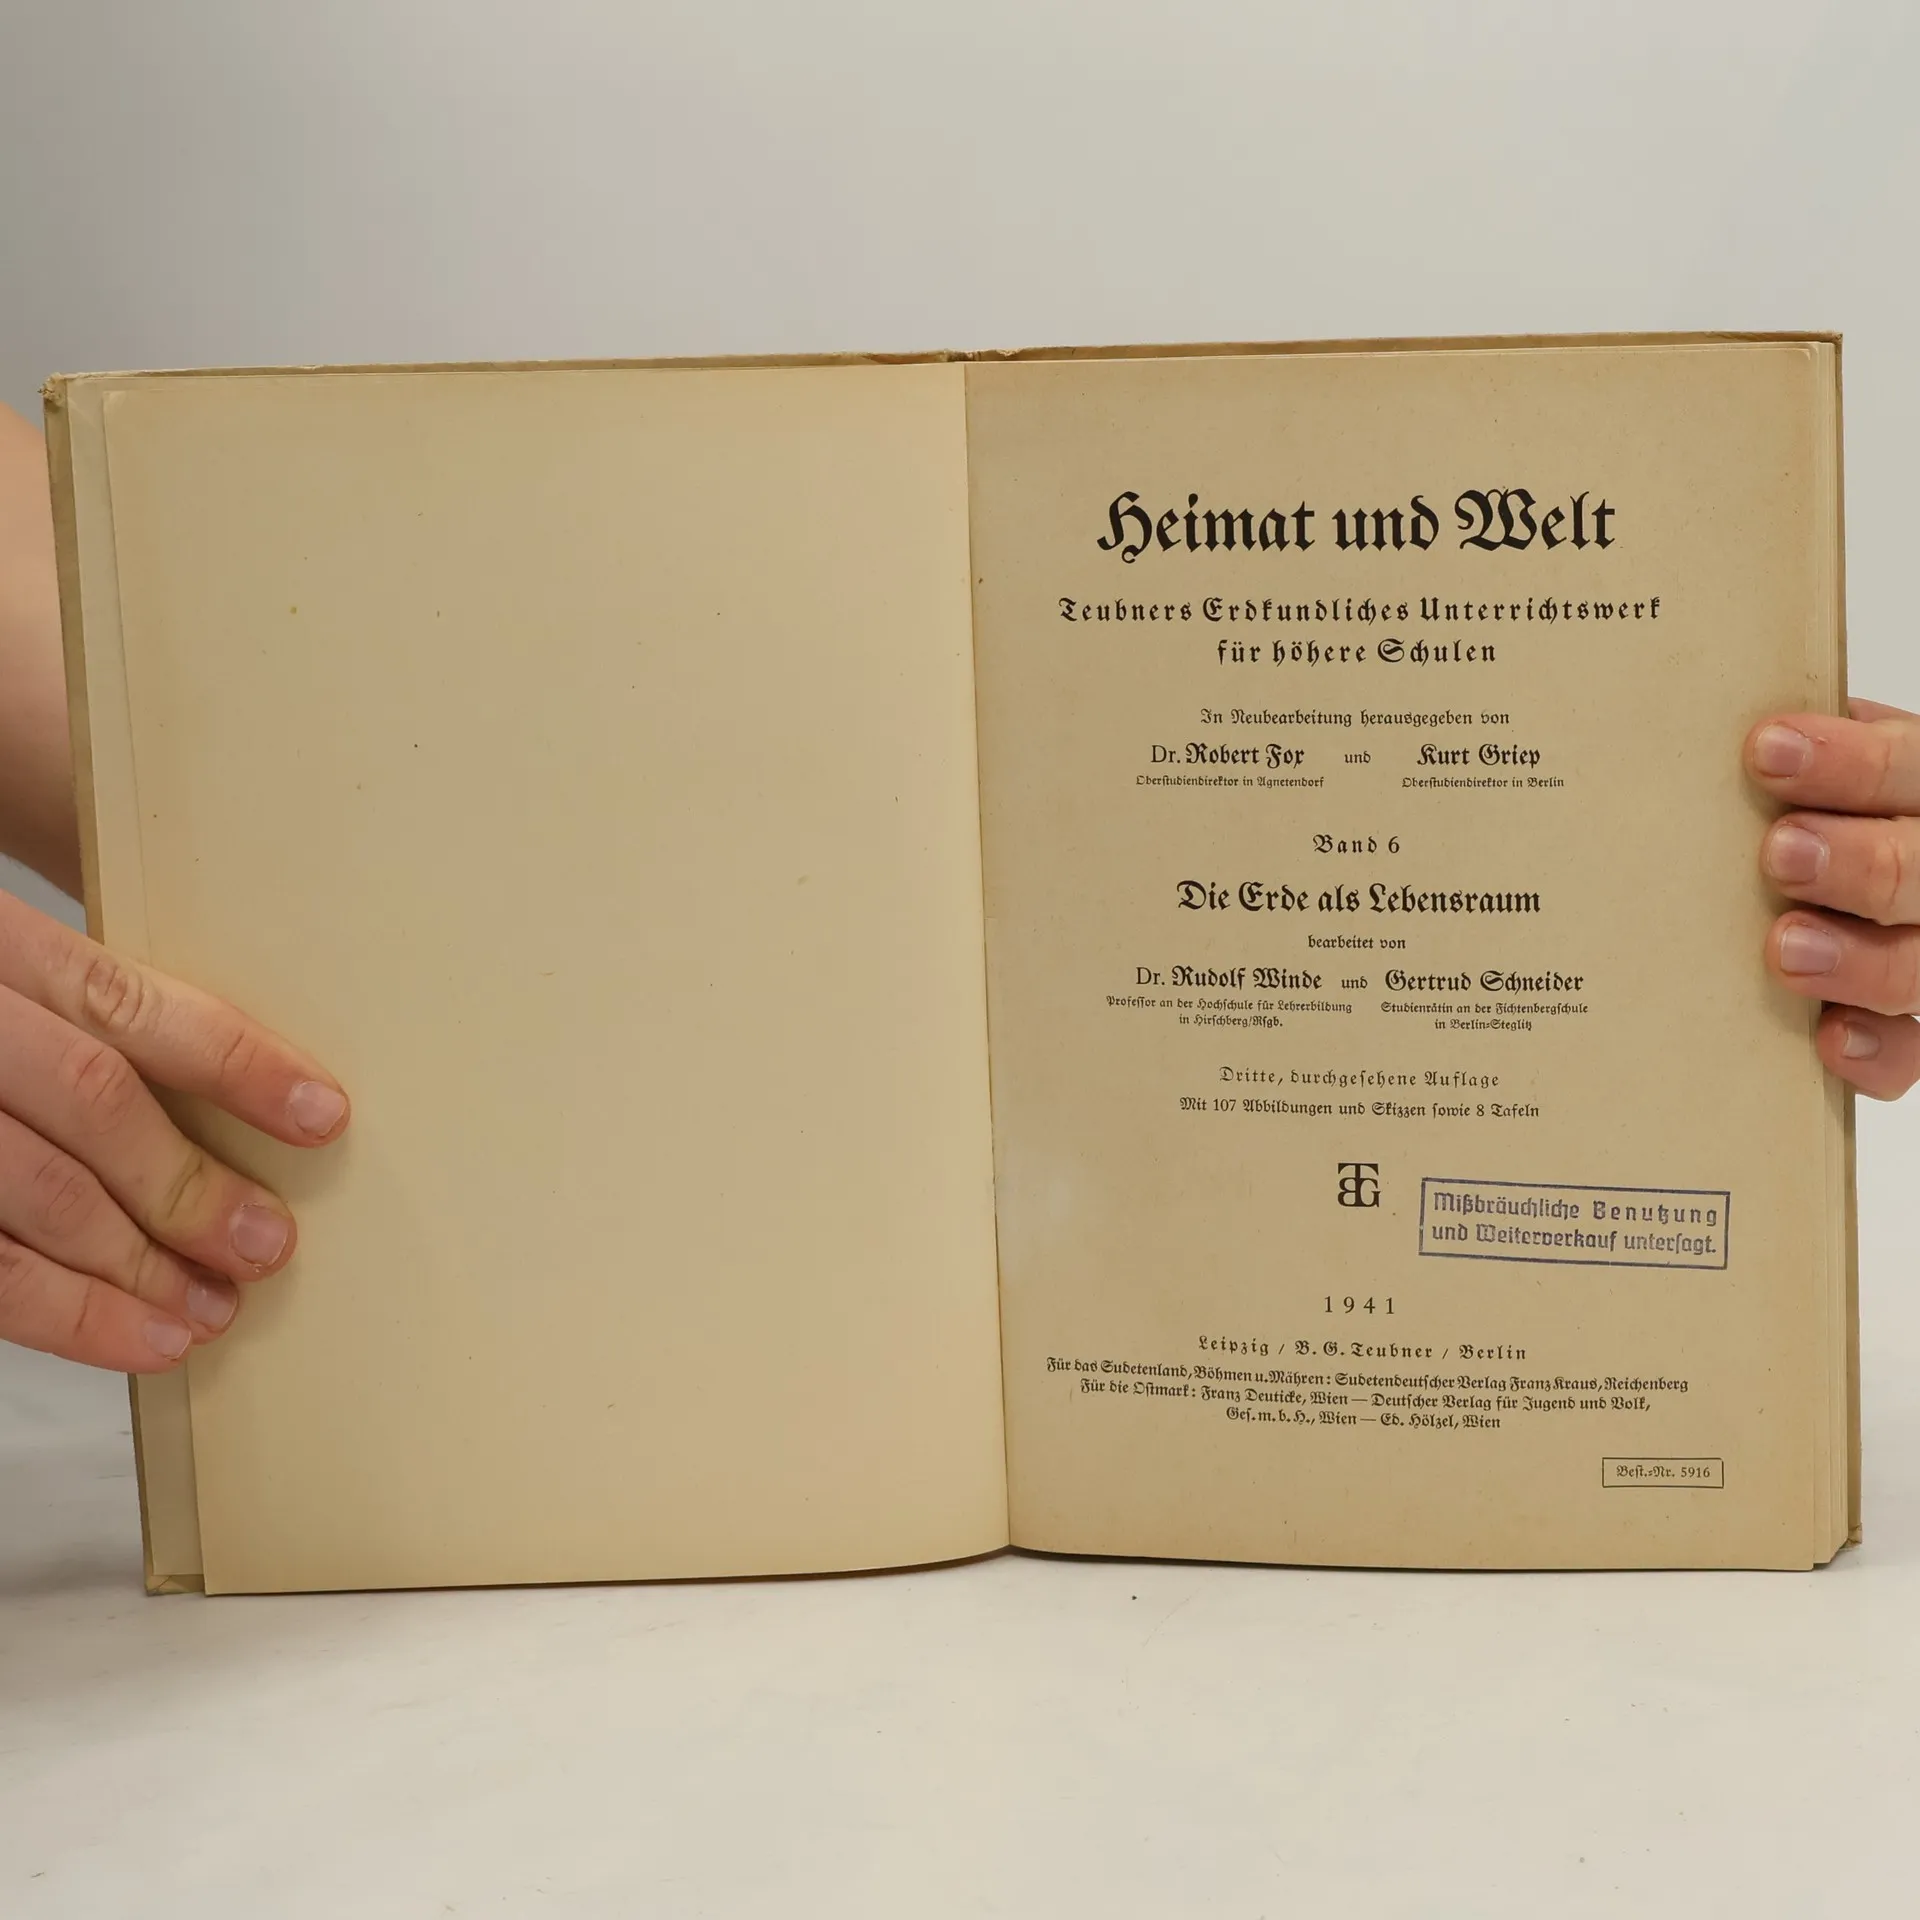 Heimat und Welt
Teubners Erdkundliches Unterrichtswerk
für höhere Schulen
In Neubearbeitung herausgegeben von
Dr. Robert Fox und Kurt Griep
Oberstudiendirektor in Agnetendorf Oberstudiendirektor in Berlin
Band 6
Die Erde als Lebensraum
bearbeitet von
Dr. Rudolf Winde und Gertrud Schneider
Professor an der Hochschule für Lehrerbildung Studienrätin an der Fichtenbergschule
in Hirschberg/Rsgb. in Berlin-Steglitz
Dritte, durchgesehene Auflage
Mit 107 Abbildungen und Skizzen sowie 8 Tafeln
BGT
Mißbräuchliche Benutzung
und Weiterverkauf untersagt.
1941
Leipzig / B. G. Teubner / Berlin
Für das Sudetenland, Böhmen u. Mähren: Sudetendeutscher Verlag Franz Kraus, Reichenberg
Für die Ostmark: Franz Deuticke, Wien — Deutscher Verlag für Jugend und Volk,
Ges. m. b. H., Wien — Ed. Hölzel, Wien
Best.-Nr. 5916